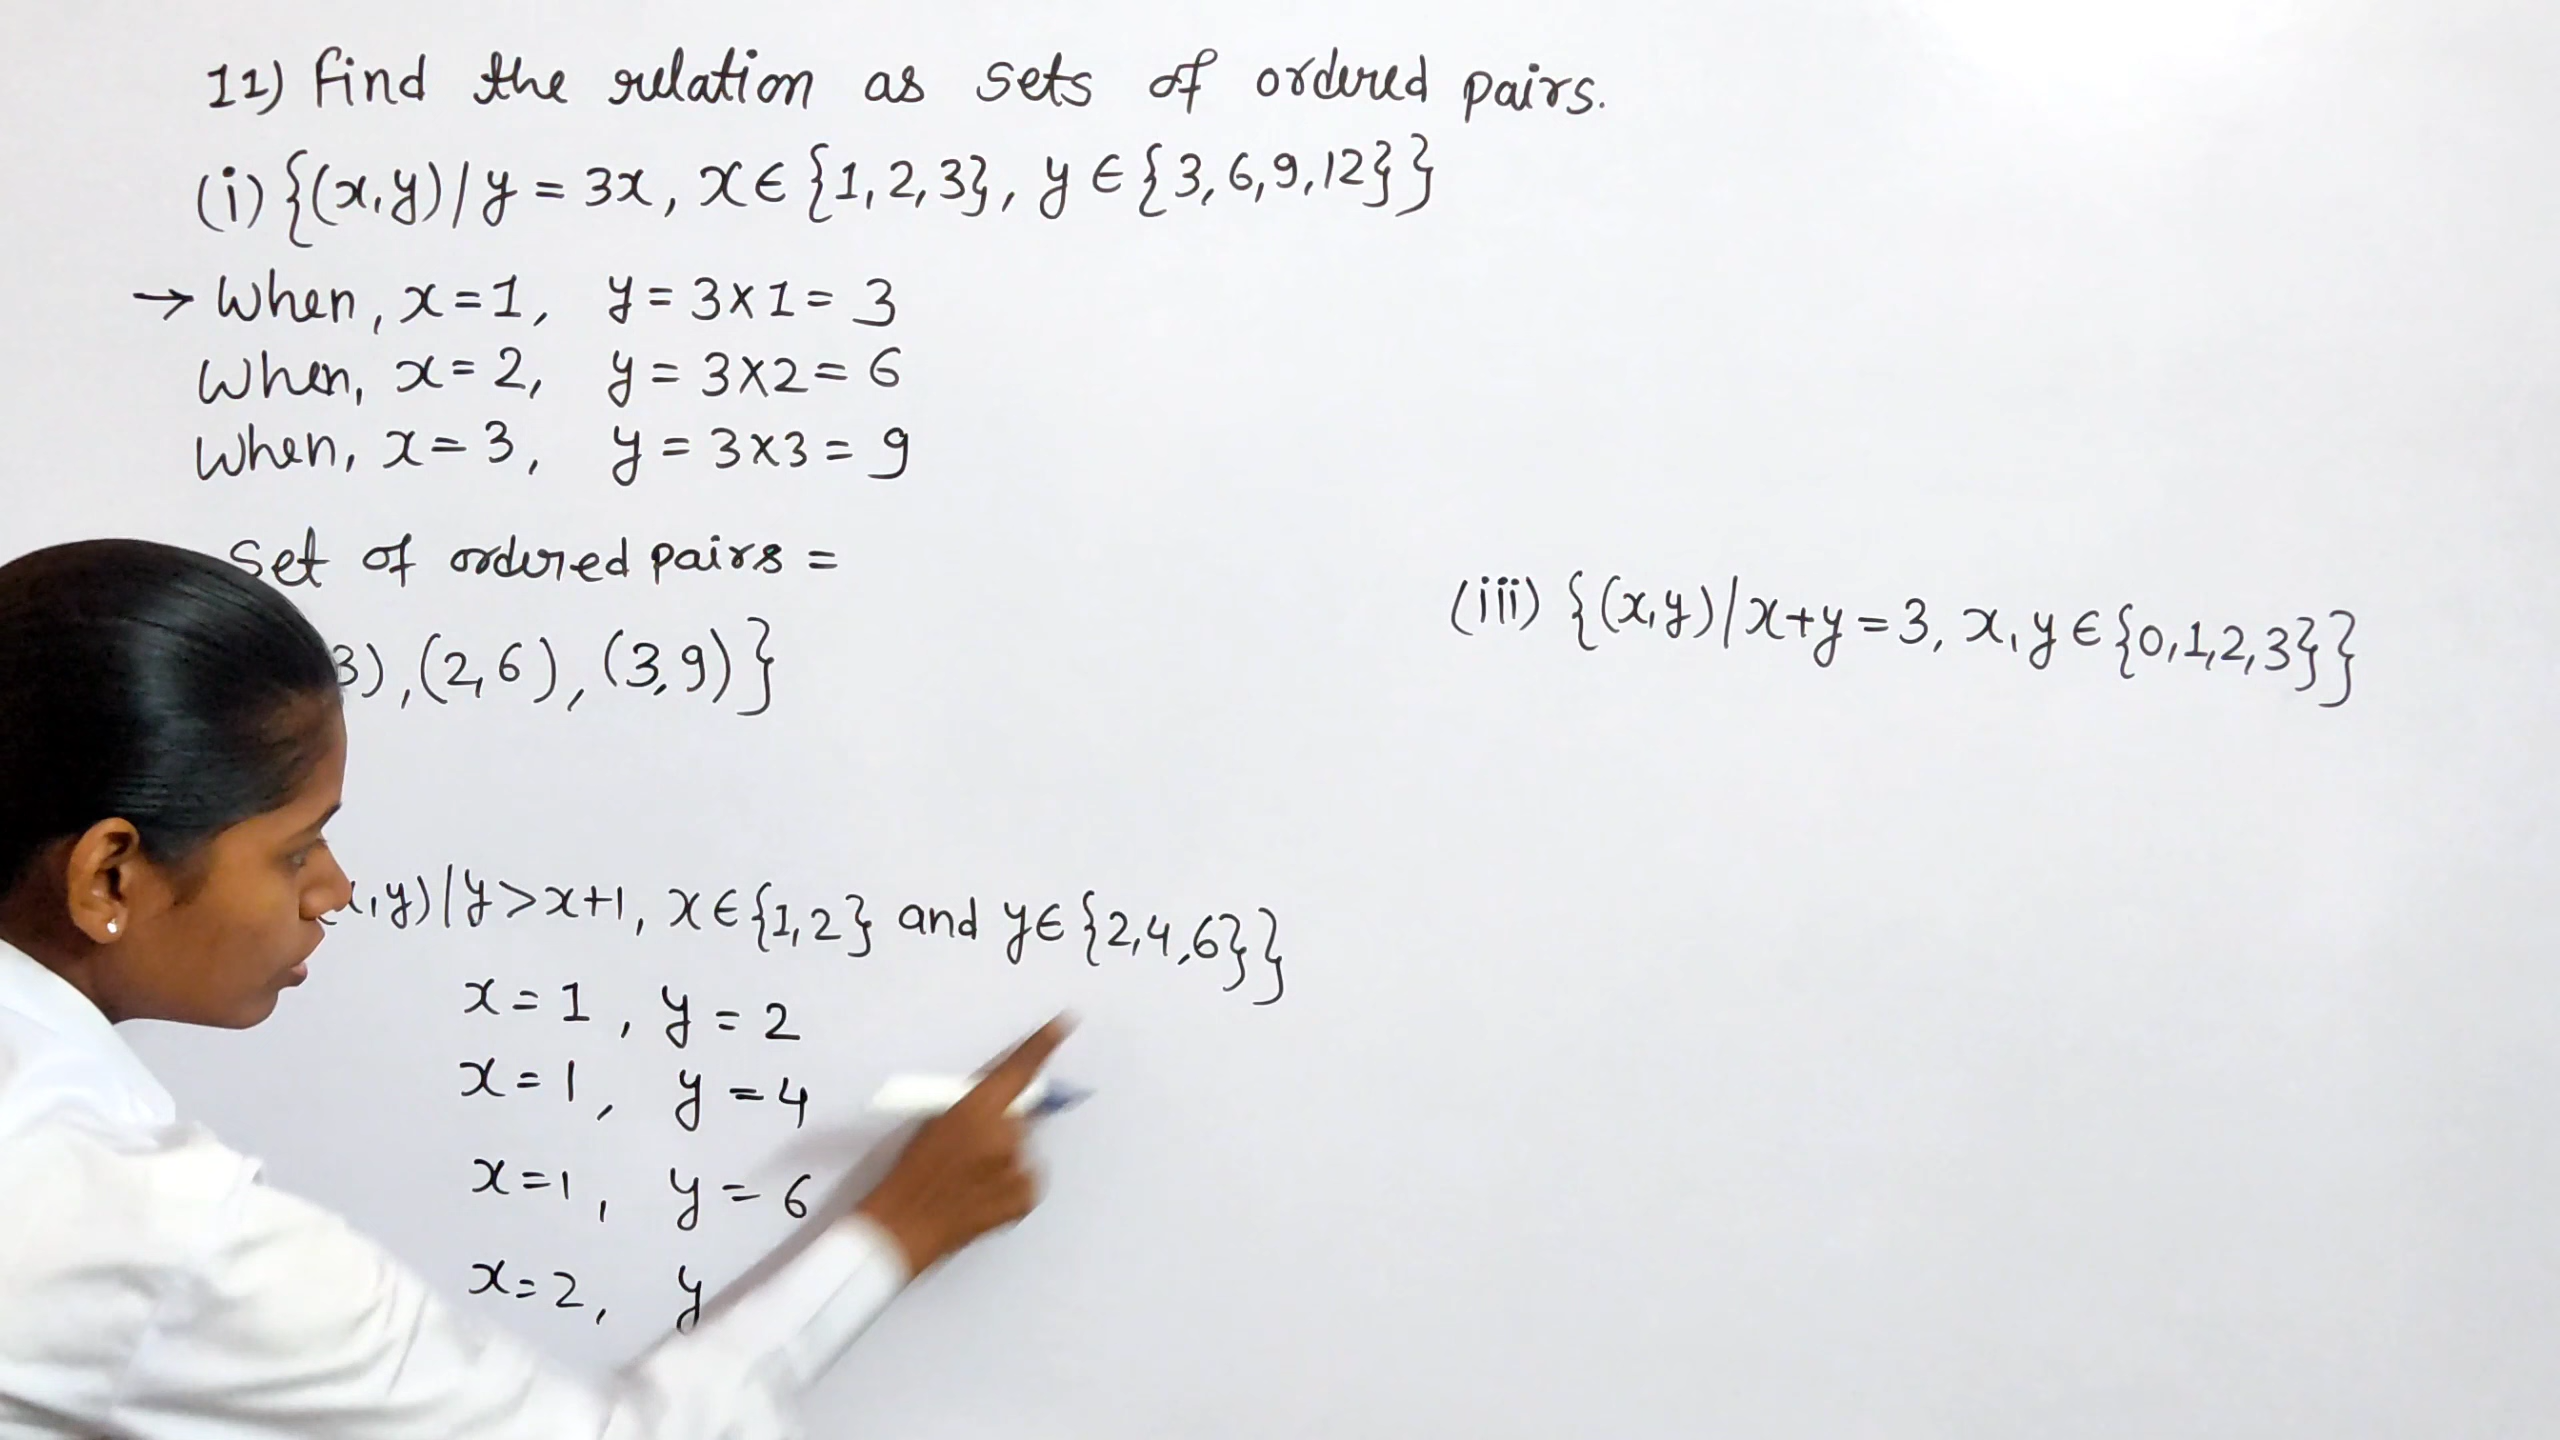 11) Find the relation as sets of ordered pairs.
(i) {(x,y)/y = 3x, x∈{1,2,3}, y∈{3,6,9,12}}
→ When, x=1, y=3×1=3
When, x=2, y=3×2=6
When, x=3, y=3×3=9
Set of ordered pairs =
3),(2,6),(3,9)}
(iii) {(x,y)/x+y=3, x,y∈{0,1,2,3}}
x,y)/y>x+1, x∈{1,2} and y∈{2,4,6}}
x=1, y=2
x=1, y=4
x=1, y=6
x=2, y